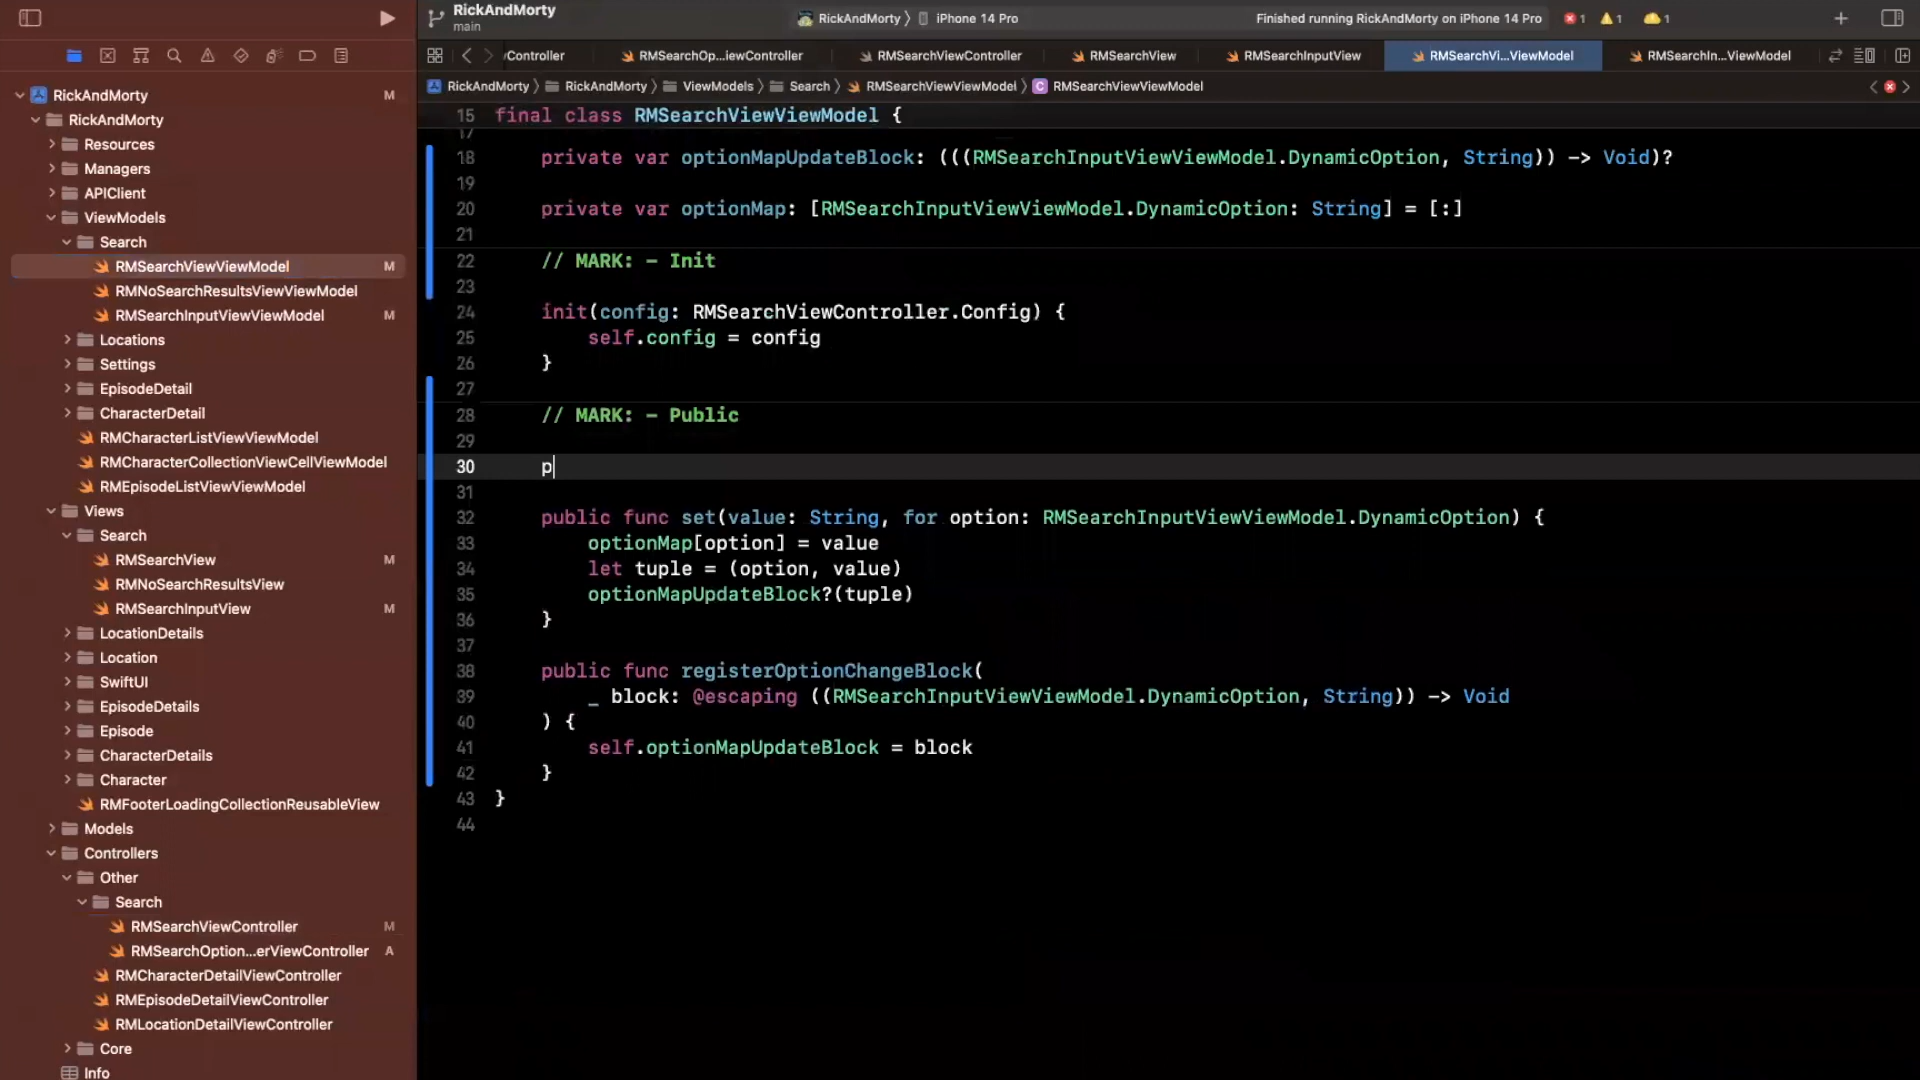 RickAndMorty
main
RickAndMorty 〉 iPhone 14 Pro
Finished running RickAndMorty on iPhone 14 Pro
1
1
1
Controller
RMSearchOp...iewController
RMSearchViewController
RMSearchView
RMSearchInputView
RMSearchVi...ViewModel
RMSearchIn...ViewModel
RickAndMorty 〉 RickAndMorty 〉 ViewModels 〉 Search 〉 RMSearchViewViewModel 〉 C RMSearchViewViewModel
RickAndMorty M
RickAndMorty
Resources
Managers
APIClient
ViewModels
Search
RMSearchViewViewModel M
RMNoSearchResultsViewViewModel
RMSearchInputViewViewModel M
Locations
Settings
EpisodeDetail
CharacterDetail
RMCharacterListViewViewModel
RMCharacterCollectionViewCellViewModel
RMEpisodeListViewViewModel
Views
Search
RMSearchView M
RMNoSearchResultsView
RMSearchInputView M
LocationDetails
Location
SwiftUI
EpisodeDetails
Episode
CharacterDetails
Character
RMFooterLoadingCollectionReusableView
Models
Controllers
Other
Search
RMSearchViewController M
RMSearchOption...erViewController A
RMCharacterDetailViewController
RMEpisodeDetailViewController
RMLocationDetailViewController
Core
Info
15 final class RMSearchViewViewModel {
17
18 private var optionMapUpdateBlock: (((RMSearchInputViewViewModel.DynamicOption, String)) -> Void)?
19
20 private var optionMap: [RMSearchInputViewViewModel.DynamicOption: String] = [:]
21
22 // MARK: - Init
23
24 init(config: RMSearchViewController.Config) {
25 self.config = config
26 }
27
28 // MARK: - Public
29
30 p
31
32 public func set(value: String, for option: RMSearchInputViewViewModel.DynamicOption) {
33 optionMap[option] = value
34 let tuple = (option, value)
35 optionMapUpdateBlock?(tuple)
36 }
37
38 public func registerOptionChangeBlock(
39 _ block: @escaping ((RMSearchInputViewViewModel.DynamicOption, String)) -> Void
40 ) {
41 self.optionMapUpdateBlock = block
42 }
43 }
44